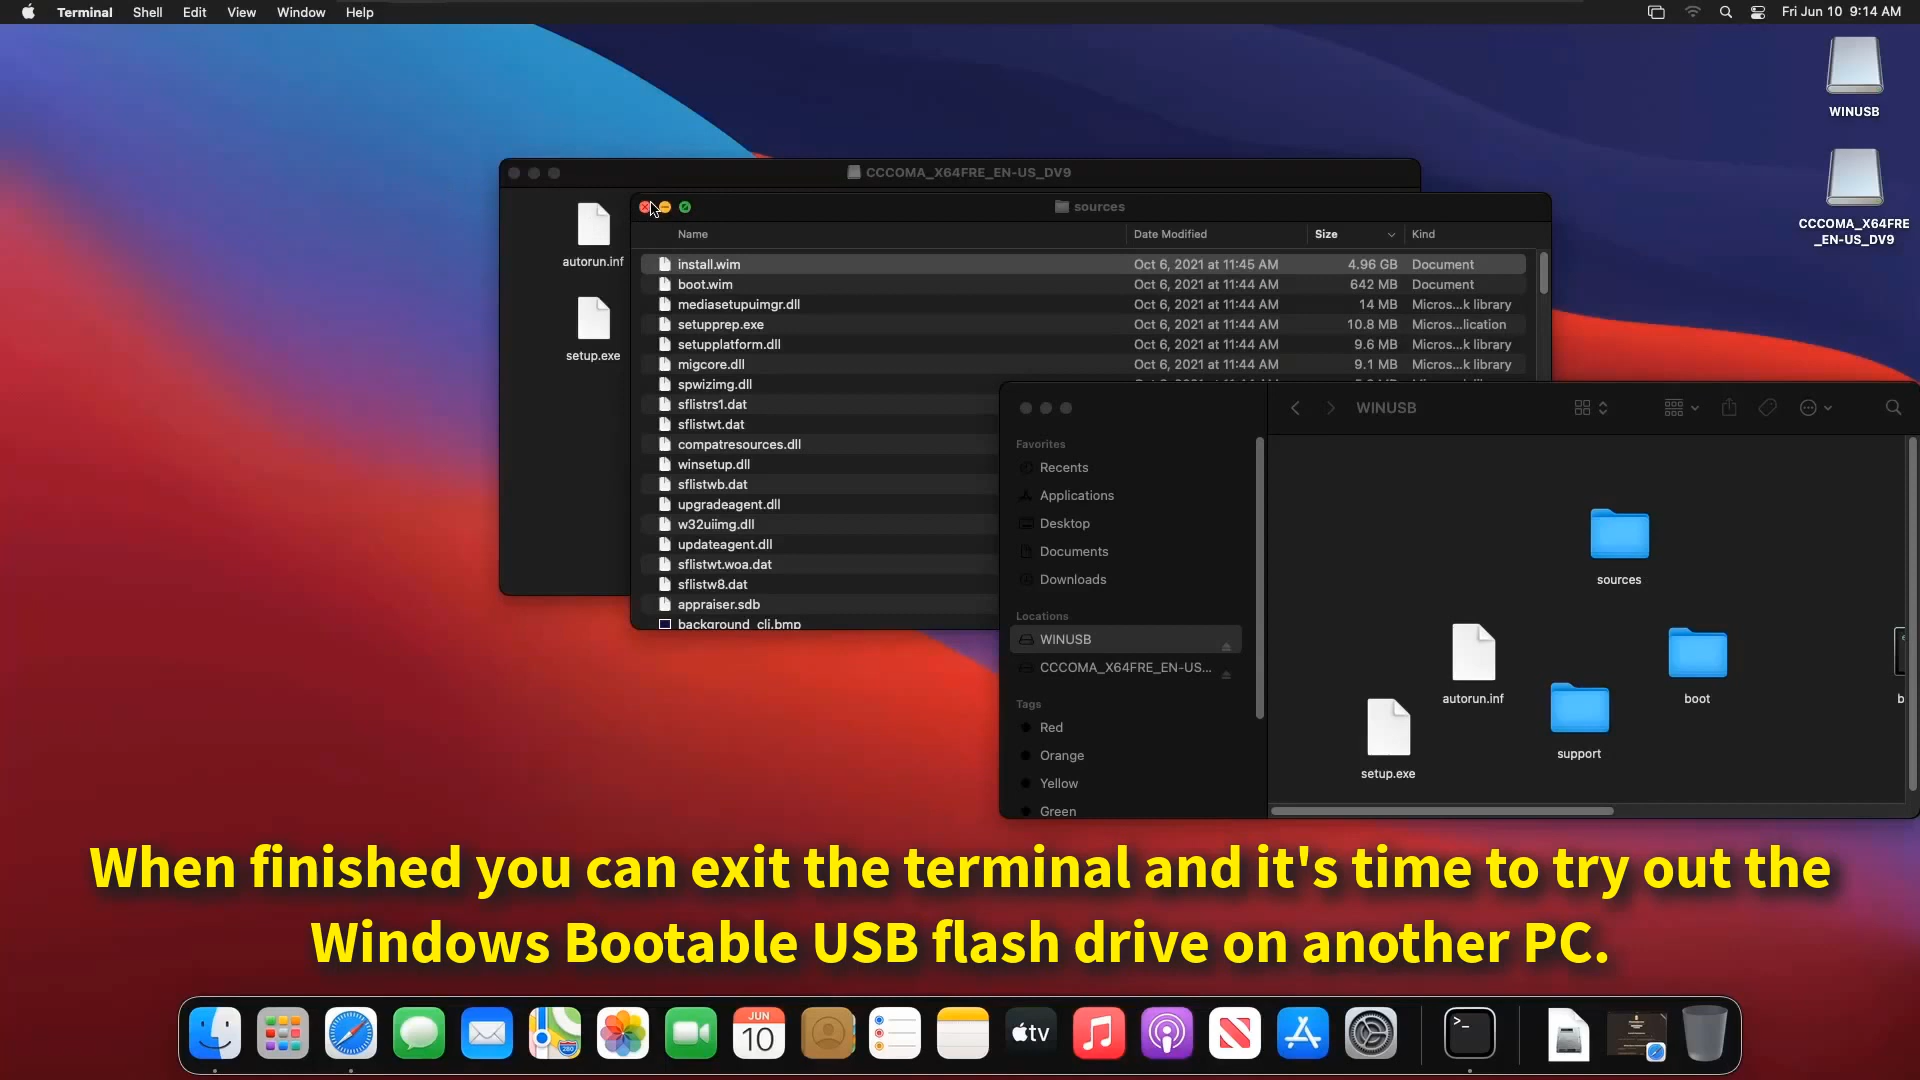 Terminal Shell Edit View Window Help Fri Jun 10 9:14 AM
WINUSB
CCCOMA_X64FRE
_EN-US_DV9
CCCOMA_X64FRE_EN-US_DV9
autorun.inf
setup.exe
sources
Name Date Modified Size Kind
install.wim Oct 6, 2021 at 11:45 AM 4.96 GB Document
boot.wim Oct 6, 2021 at 11:44 AM 642 MB Document
mediasetupuimgr.dll Oct 6, 2021 at 11:44 AM 14 MB Micros...k library
setupprep.exe Oct 6, 2021 at 11:44 AM 10.8 MB Micros...lication
setupplatform.dll Oct 6, 2021 at 11:44 AM 9.6 MB Micros...k library
migcore.dll Oct 6, 2021 at 11:44 AM 9.1 MB Micros...k library
spwizimg.dll
sflistrs1.dat
sflistwt.dat
compatresources.dll
winsetup.dll
sflistwb.dat
upgradeagent.dll
w32uiimg.dll
updateagent.dll
sflistwt.woa.dat
sflistw8.dat
appraiser.sdb
background_cli.bmp
WINUSB
Favorites
Recents
Applications
Desktop
Documents
Downloads
Locations
WINUSB
CCCOMA_X64FRE_EN-US...
Tags
Red
Orange
Yellow
Green
sources
autorun.inf
boot
b
support
setup.exe
When finished you can exit the terminal and it's time to try out the
Windows Bootable USB flash drive on another PC.
JUN
10
tv
280
>_